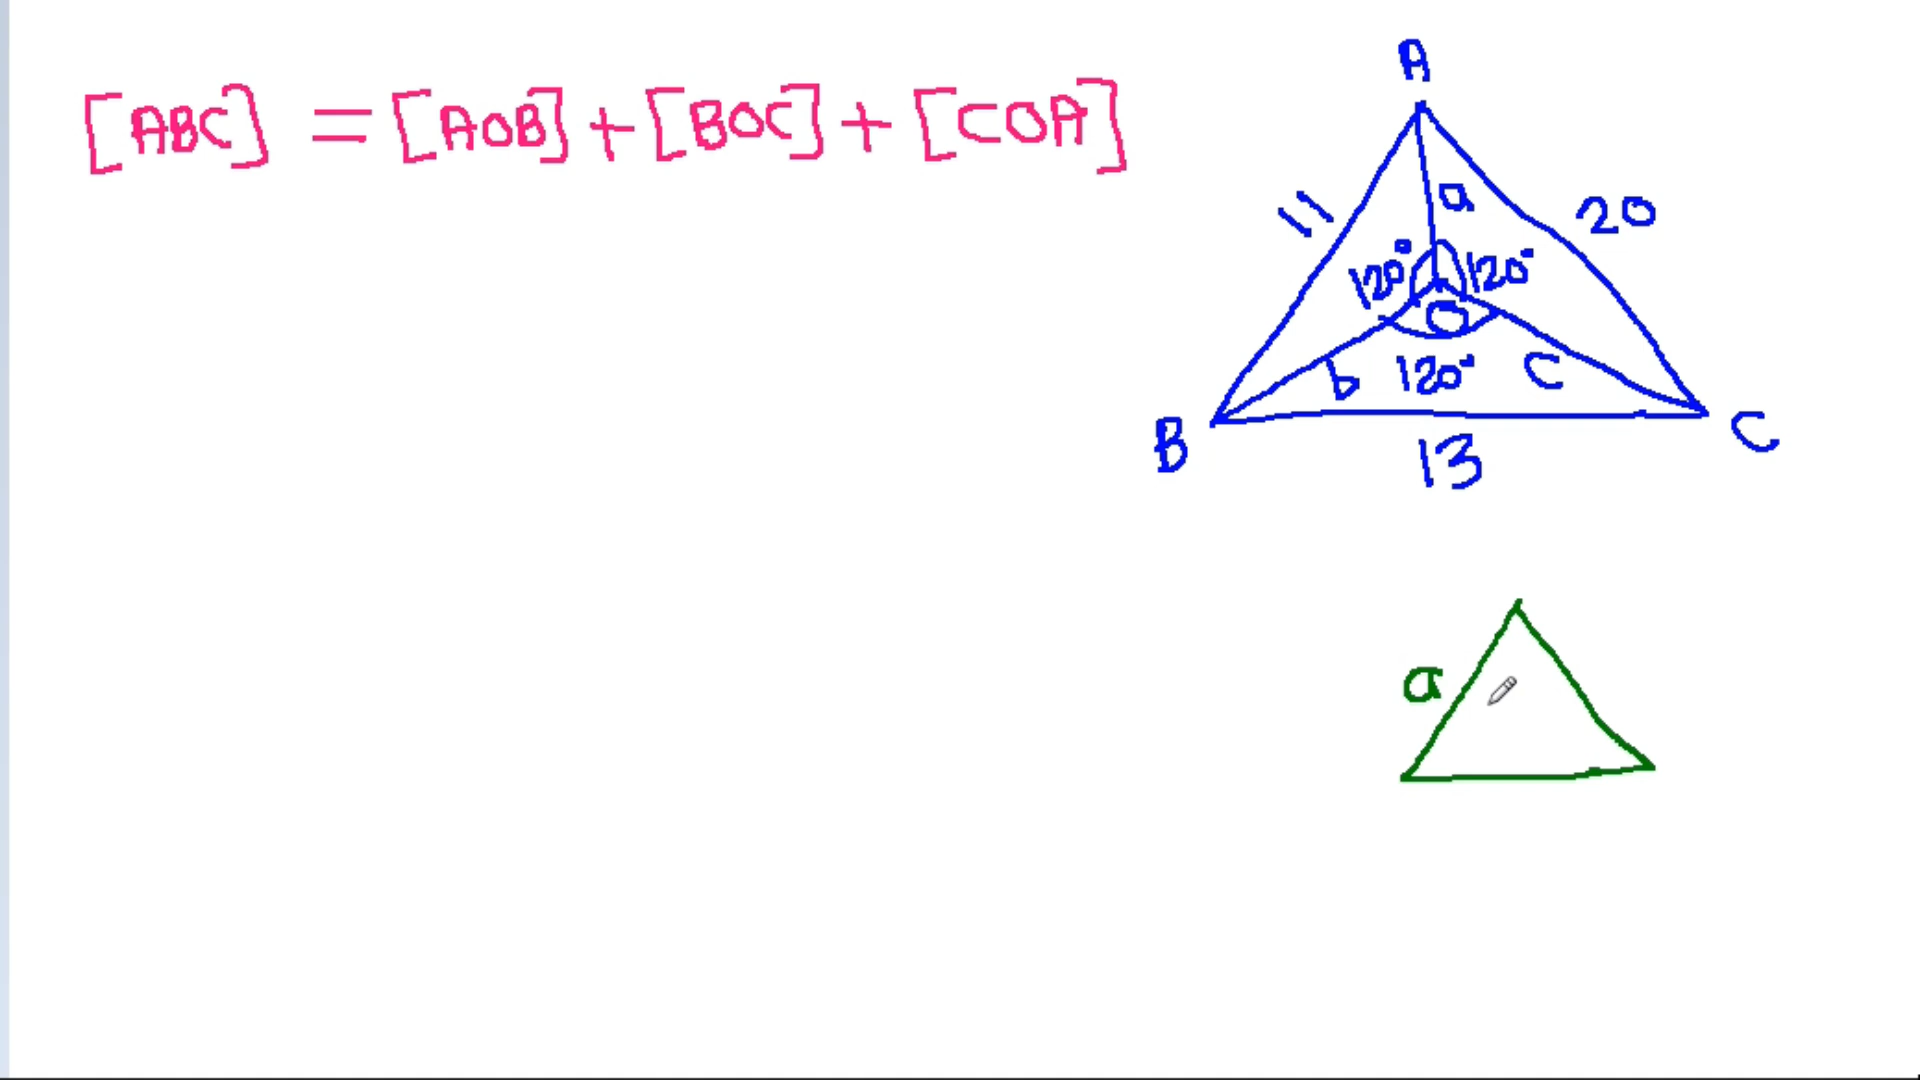 [ABC] = [AOB] + [BOC] + [COA]
A
11
a
20
120°
120°
O
b
120°
C
B
13
C
a